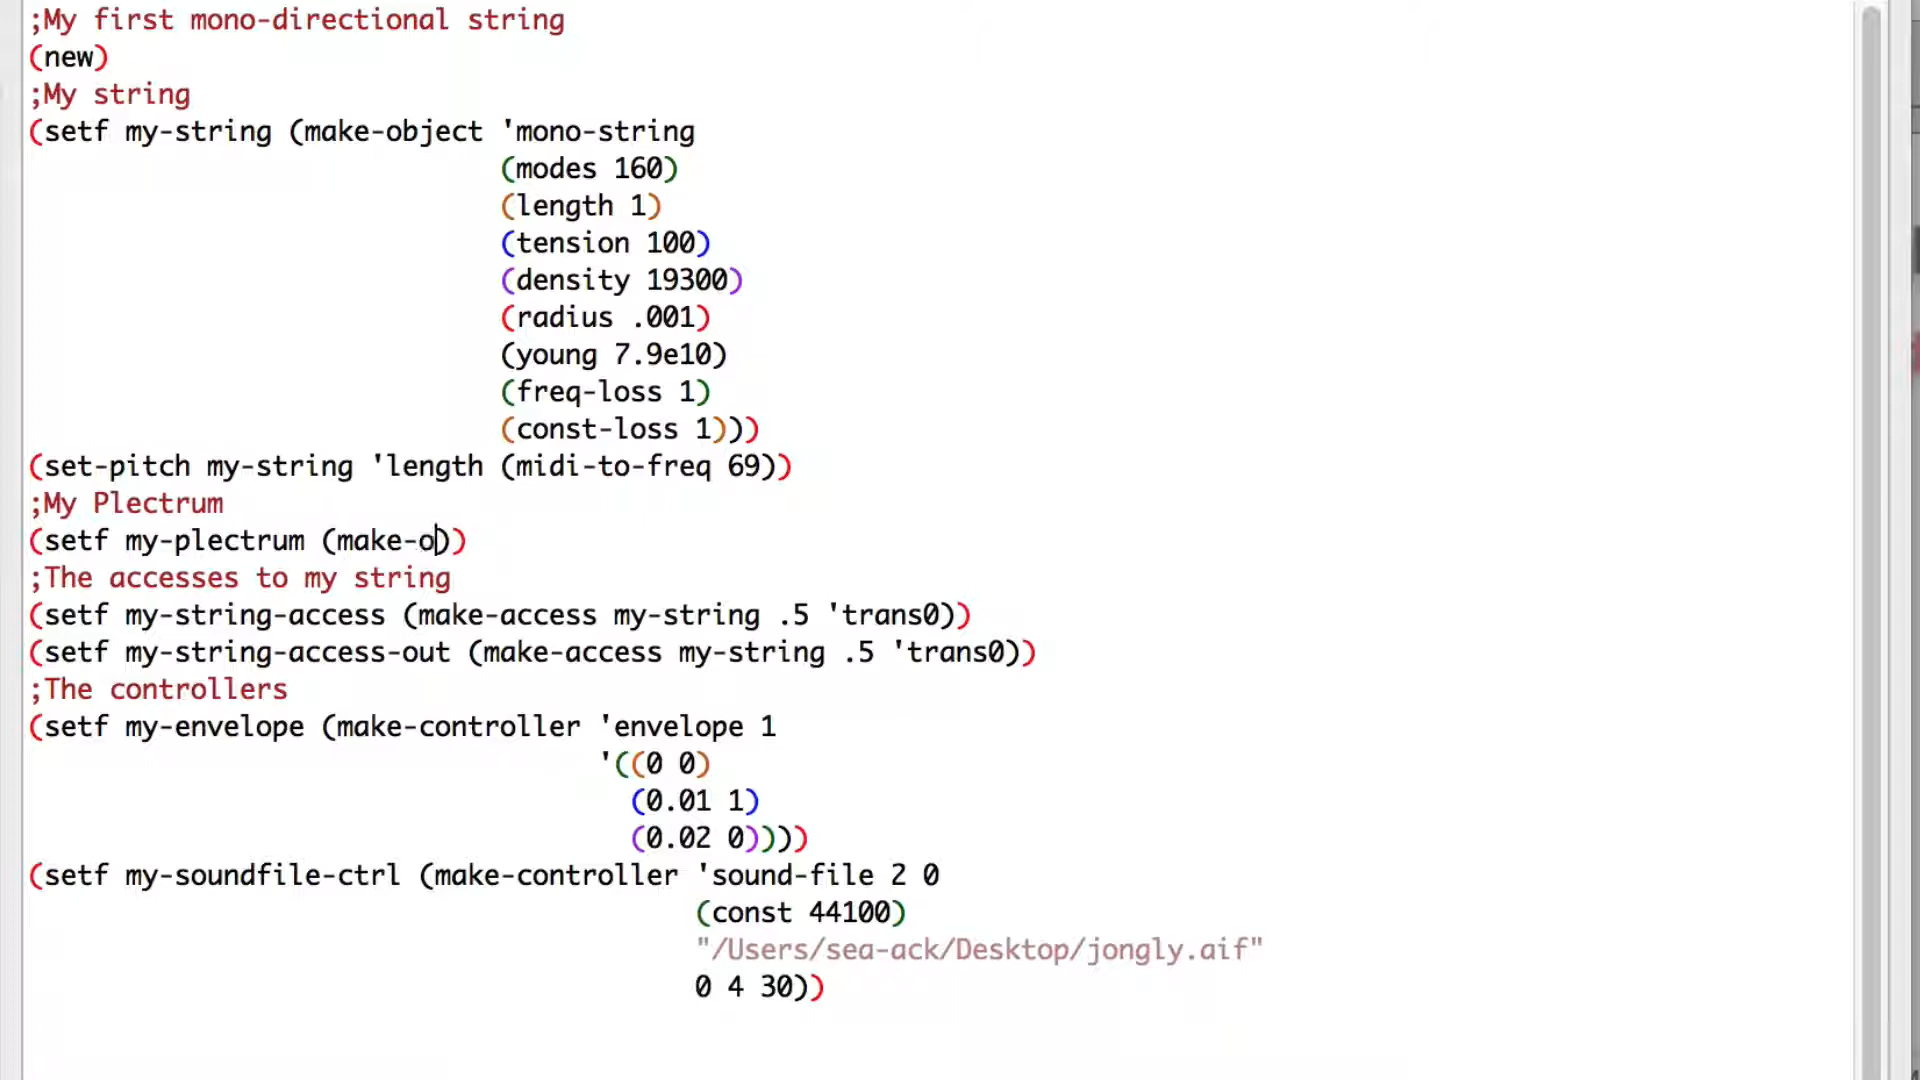 ;My first mono-directional string
(new)
;My string
(setf my-string (make-object 'mono-string
(modes 160)
(length 1)
(tension 100)
(density 19300)
(radius .001)
(young 7.9e10)
(freq-loss 1)
(const-loss 1)))
(set-pitch my-string 'length (midi-to-freq 69))
;My Plectrum
(setf my-plectrum (make-o))
;The accesses to my string
(setf my-string-access (make-access my-string .5 'trans0))
(setf my-string-access-out (make-access my-string .5 'trans0))
;The controllers
(setf my-envelope (make-controller 'envelope 1
'((0 0)
(0.01 1)
(0.02 0))))
(setf my-soundfile-ctrl (make-controller 'sound-file 2 0
(const 44100)
"/Users/sea-ack/Desktop/jongly.aif"
0 4 30))